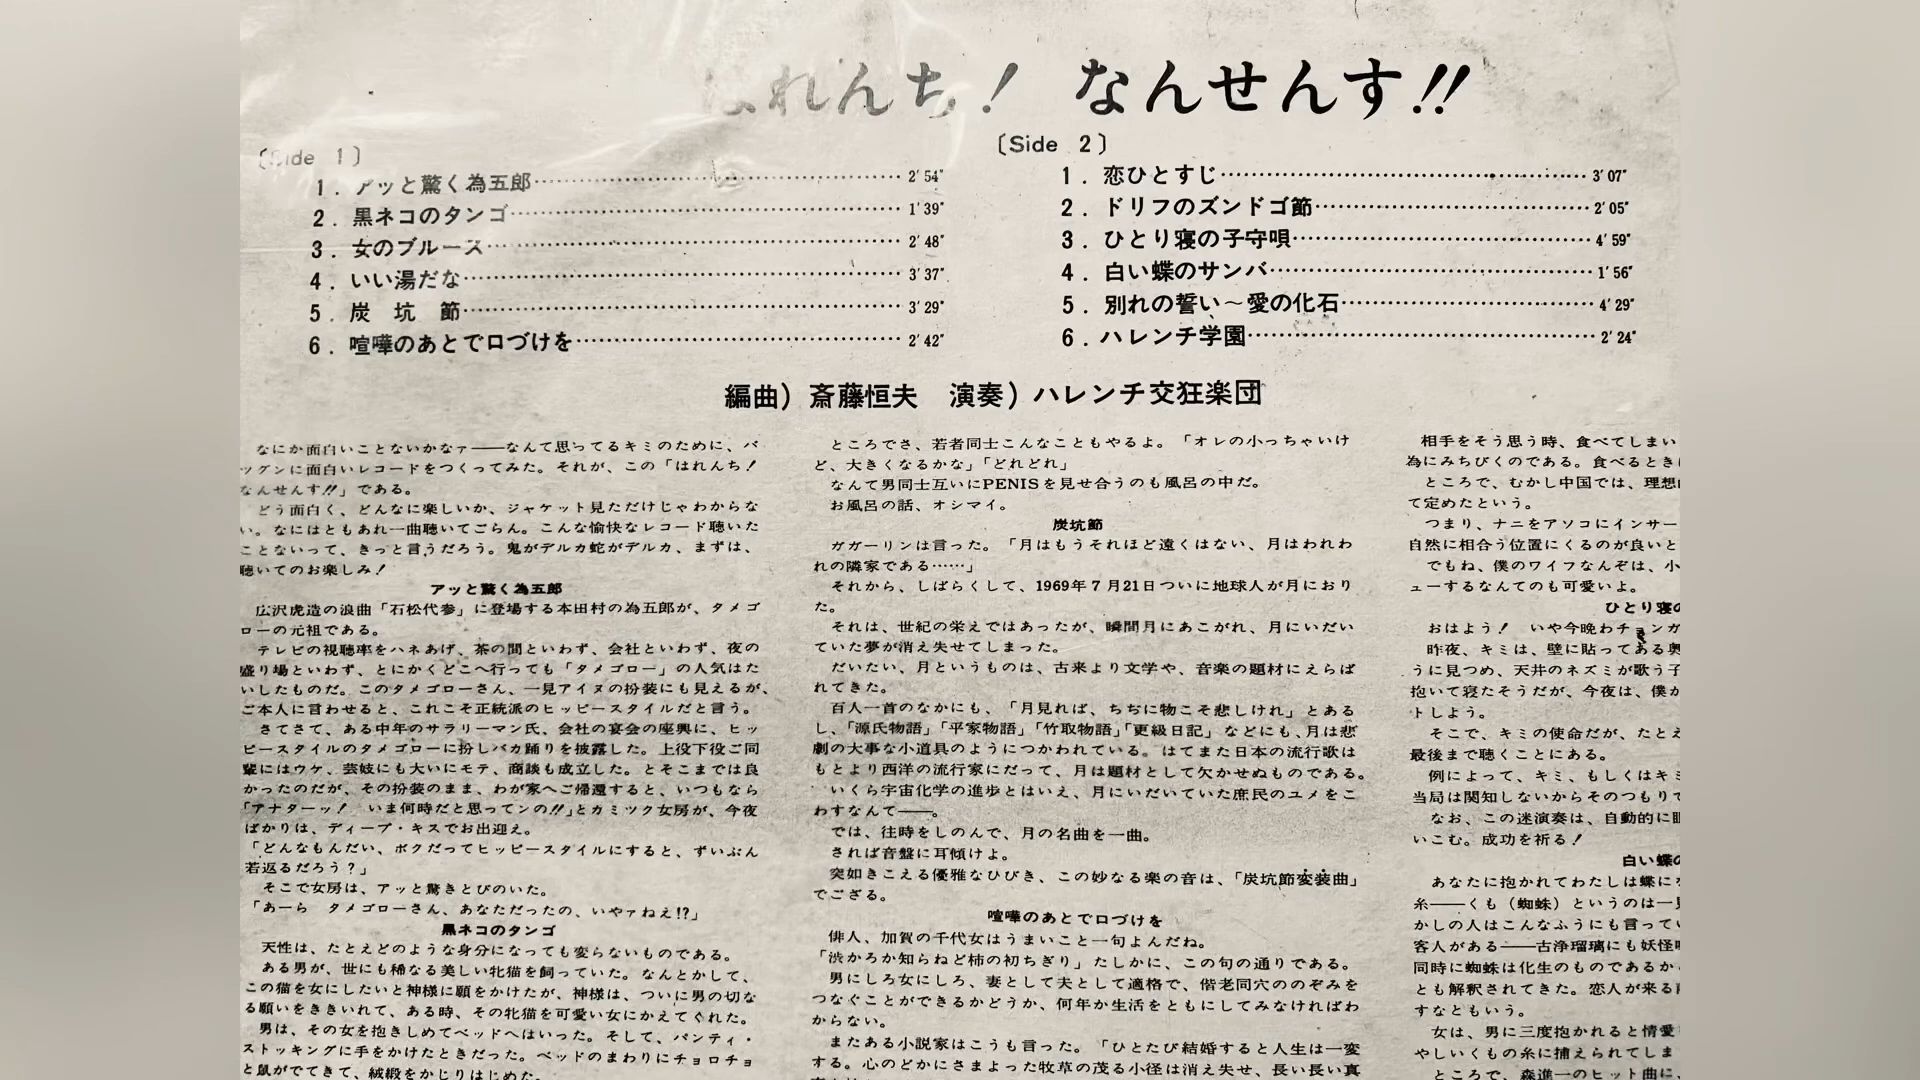 はれんち！ なんせんす!!
〔Side 1〕
1．アッと驚く為五郎 2′54″
2．黒ネコのタンゴ 1′39″
3．女のブルース 2′48″
4．いい湯だな 3′37″
5．炭 坑 節 3′29″
6．喧嘩のあとで口づけを 2′42″
〔Side 2〕
1．恋ひとすじ 3′07″
2．ドリフのズンドゴ節 2′05″
3．ひとり寝の子守唄 4′59″
4．白い蝶のサンバ 1′56″
5．別れの誓い～愛の化石 4′29″
6．ハレンチ学園 2′24″
編曲）斎藤恒夫 演奏）ハレンチ交狂楽団
なにか面白いことないかなァ――なんて思ってるキミのために、バ
ツグンに面白いレコードをつくってみた。それが、この「はれんち！
なんせんす!!」である。
どう面白く、どんなに楽しいか、ジャケット見ただけじゃわからな
い。なにはともあれ一曲聴いてごらん。こんな愉快なレコード聴いた
ことないって、きっと言うだろう。鬼がデルカ蛇がデルカ、まずは、
聴いてのお楽しみ！
アッと驚く為五郎
広沢虎造の浪曲「石松代参」に登場する本田村の為五郎が、タメゴ
ローの元祖である。
テレビの視聴率をハネあげ、茶の間といわず、会社といわず、夜の
盛り場といわず、とにかくどこへ行っても「タメゴロー」の人気はた
いしたものだ。このタメゴローさん、一見アイヌの扮装にも見えるが、
ご本人に言わせると、これこそ正統派のヒッピースタイルだと言う。
さてさて、ある中年のサラリーマン氏、会社の宴会の座興に、ヒッ
ピースタイルのタメゴローに扮しバカ踊りを披露した。上役下役ご同
輩にはウケ、芸妓にも大いにモテ、商談も成立した。とそこまでは良
かったのだが、その扮装のまま、わが家へご帰還すると、いつもなら
「アナターッ！ いま何時だと思ってンの!!」とカミツク女房が、今夜
ばかりは、ディープ・キスでお出迎え。
「どんなもんだい、ボクだってヒッピースタイルにすると、ずいぶん
若返るだろう？」
そこで女房は、アッと驚きとびのいた。
「あーら タメゴローさん、あなただったの、いやァねえ!?」
黒ネコのタンゴ
天性は、たとえどのような身分になっても変らないものである。
ある男が、世にも稀なる美しい牝猫を飼っていた。なんとかして、
この猫を女にしたいと神様に願をかけたが、神様は、ついに男の切な
る願いをききいれて、ある時、その牝猫を可愛い女にかえてくれた。
男は、その女を抱きしめてベッドへはいった。そして、パンティ・
ストッキングに手をかけたときだった。ベッドのまわりにチョロチョ
と鼠がでてきて、絨緞をかじりはじめた。
ところでさ、若者同士こんなこともやるよ。「オレの小っちゃいけ
ど、大きくなるかな」「どれどれ」
なんて男同士互いにPENISを見せ合うのも風呂の中だ。
お風呂の話、オシマイ。
炭坑節
ガガーリンは言った。「月はもうそれほど遠くはない、月はわれわ
れの隣家である……」
それから、しばらくして、1969年7月21日ついに地球人が月におり
た。
それは、世紀の栄えではあったが、瞬間月にあこがれ、月にいだい
ていた夢が消え失せてしまった。
だいたい、月というものは、古来より文学や、音楽の題材にえらば
れてきた。
百人一首のなかにも、「月見れば、ちぢに物こそ悲しけれ」とある
し、「源氏物語」「平家物語」「竹取物語」「更級日記」などにも、月は悲
劇の大事な小道具のようにつかわれている。はてまた日本の流行歌は
もとより西洋の流行家にだって、月は題材として欠かせぬものである。
いくら宇宙化学の進歩とはいえ、月にいだいていた庶民のユメをこ
わすなんて――。
では、往時をしのんで、月の名曲を一曲。
されば音盤に耳傾けよ。
突如きこえる優雅なひびき、この妙なる楽の音は、「炭坑節変装曲」
でござる。
喧嘩のあとで口づけを
俳人、加賀の千代女はうまいこと一句よんだね。
「渋かろか知らねど柿の初ちぎり」たしかに、この句の通りである。
男にしろ女にしろ、妻として夫として適格で、偕老同穴ののぞみを
つなぐことができるかどうか、何年か生活をともにしてみなければわ
からない。
またある小説家はこうも言った。「ひとたび結婚すると人生は一変
する。心のどかにさまよった牧草の茂る小径は消え失せ、長い長い真
相手をそう思う時、食べてしまい
為にみちびくのである。食べるとき
ところで、むかし中国では、理想
て定めたという。
つまり、ナニをアソコにインサー
自然に相合う位置にくるのが良いと
でもね、僕のワイフなんぞは、小
ューするなんてのも可愛いよ。
ひとり寝の
おはよう！ いや今晩わチョンガ
昨夜、キミは、壁に貼ってある奥
うに見つめ、天井のネズミが歌う子
抱いて寝たそうだが、今夜は、僕が
トしよう。
そこで、キミの使命だが、たとえ
最後まで聴くことにある。
例によって、キミ、もしくはキミ
当局は関知しないからそのつもりで
なお、この迷演奏は、自動的に
いこむ。成功を祈る！
白い蝶の
あなたに抱かれてわたしは蝶にな
糸――くも（蜘蛛）というのは一見
かしの人はこんなふうにも言ってい
客人がある――古浄瑠璃にも妖怪
同時に蜘蛛は化生のものであるか
とも解釈されてきた。恋人が来る
すなともいう。
女は、男に三度抱かれると情愛
やしいくもの糸に捕えられてしま
ところで、森進一のヒット曲に、